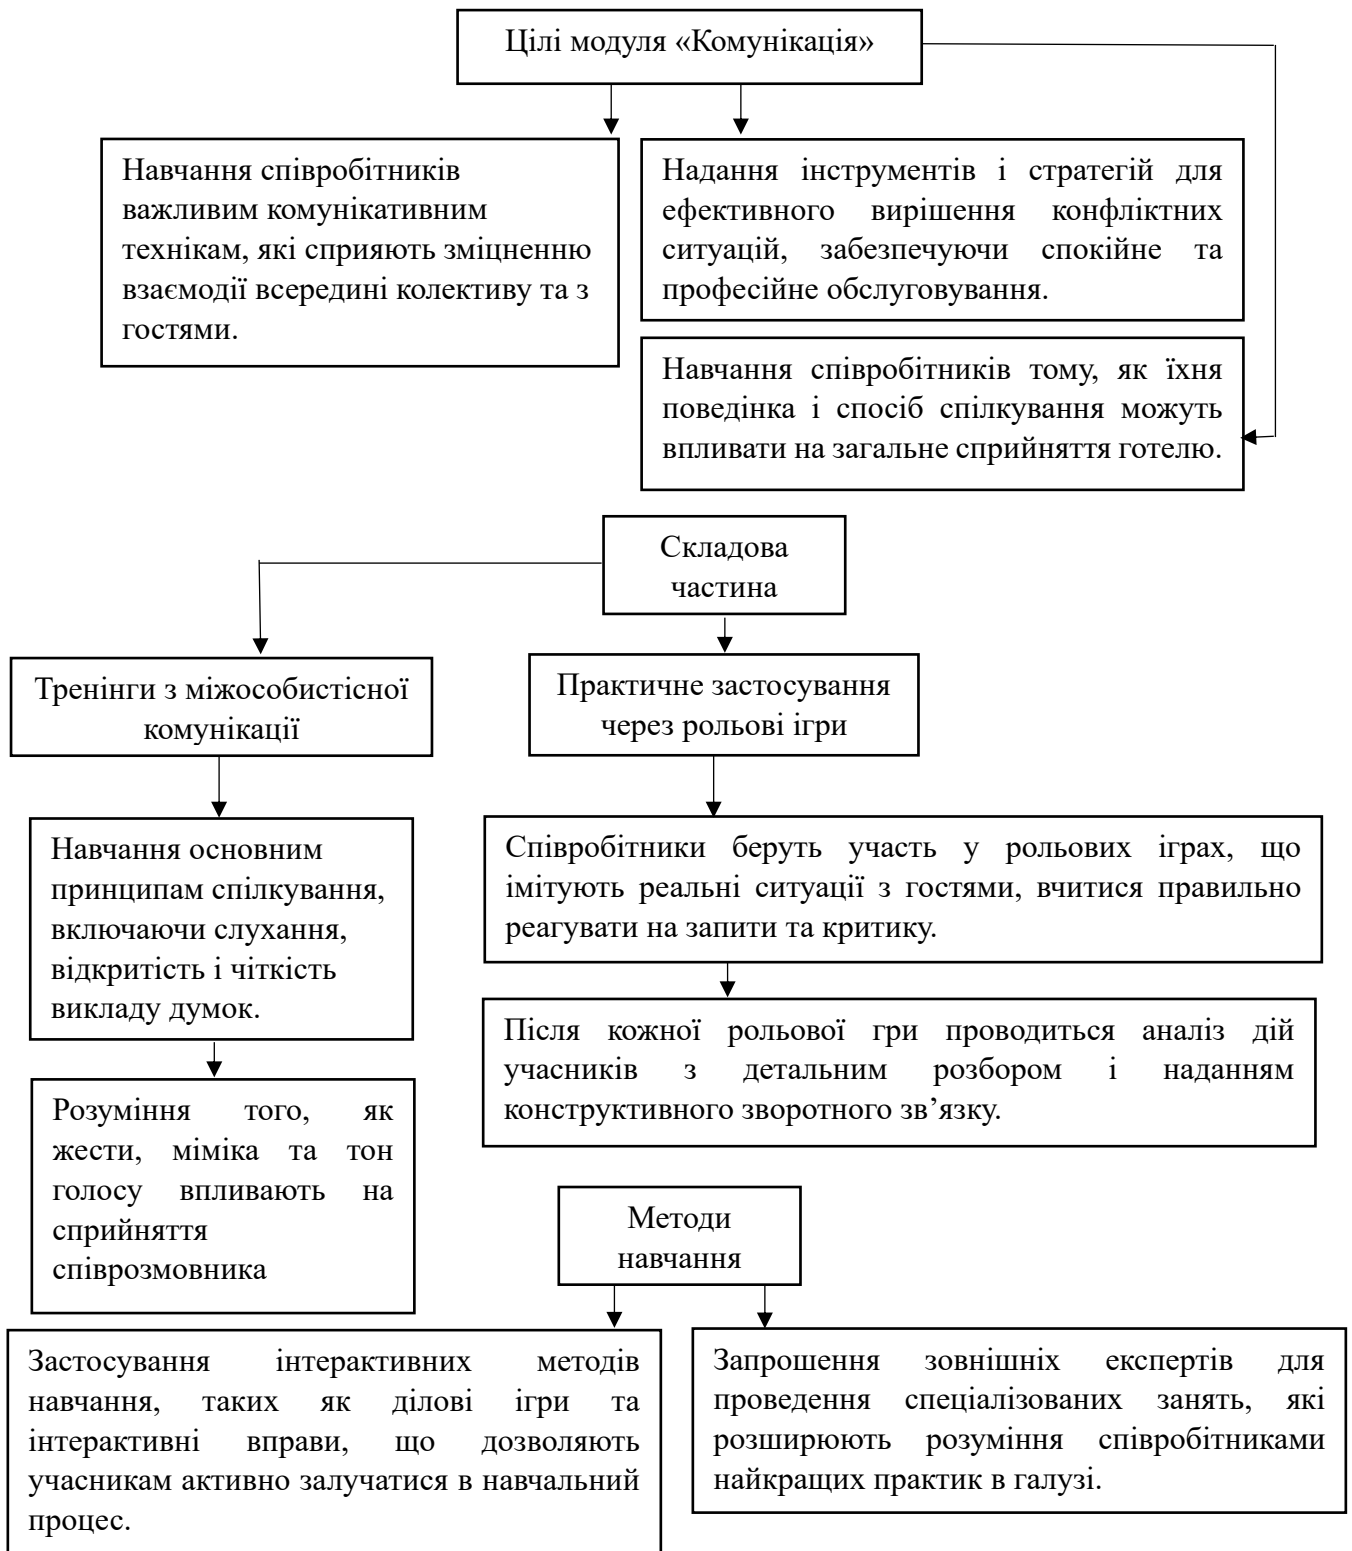 Цілі модуля «Комунікація»
Навчання співробітників
важливим комунікативним
технікам, які сприяють зміцненню
взаємодії всередині колективу та з
гостями.
Надання інструментів і стратегій для
ефективного вирішення конфліктних
ситуацій, забезпечуючи спокійне та
професійне обслуговування.
Навчання співробітників тому, як їхня
поведінка і спосіб спілкування можуть
впливати на загальне сприйняття готелю.
Складова
частина
Тренінги з міжособистісної
комунікації
Практичне застосування
через рольові ігри
Навчання основним
принципам спілкування,
включаючи слухання,
відкритість і чіткість
викладу думок.
Співробітники беруть участь у рольових іграх, що
імітують реальні ситуації з гостями, вчитися правильно
реагувати на запити та критику.
Після кожної рольової гри проводиться аналіз дій
учасників з детальним розбором і наданням
конструктивного зворотного зв’язку.
Розуміння того, як
жести, міміка та тон
голосу впливають на
сприйняття
співрозмовника
Методи
навчання
Застосування інтерактивних методів
навчання, таких як ділові ігри та
інтерактивні вправи, що дозволяють
учасникам активно залучатися в навчальний
процес.
Запрошення зовнішніх експертів для
проведення спеціалізованих занять, які
розширюють розуміння співробітниками
найкращих практик в галузі.